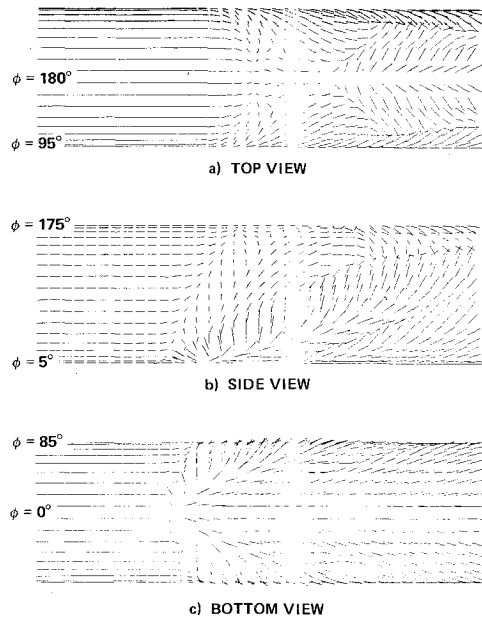 ϕ = 180°
ϕ = 95°
a) TOP VIEW
ϕ = 175°
ϕ = 5°
b) SIDE VIEW
ϕ = 85°
ϕ = 0°
c) BOTTOM VIEW